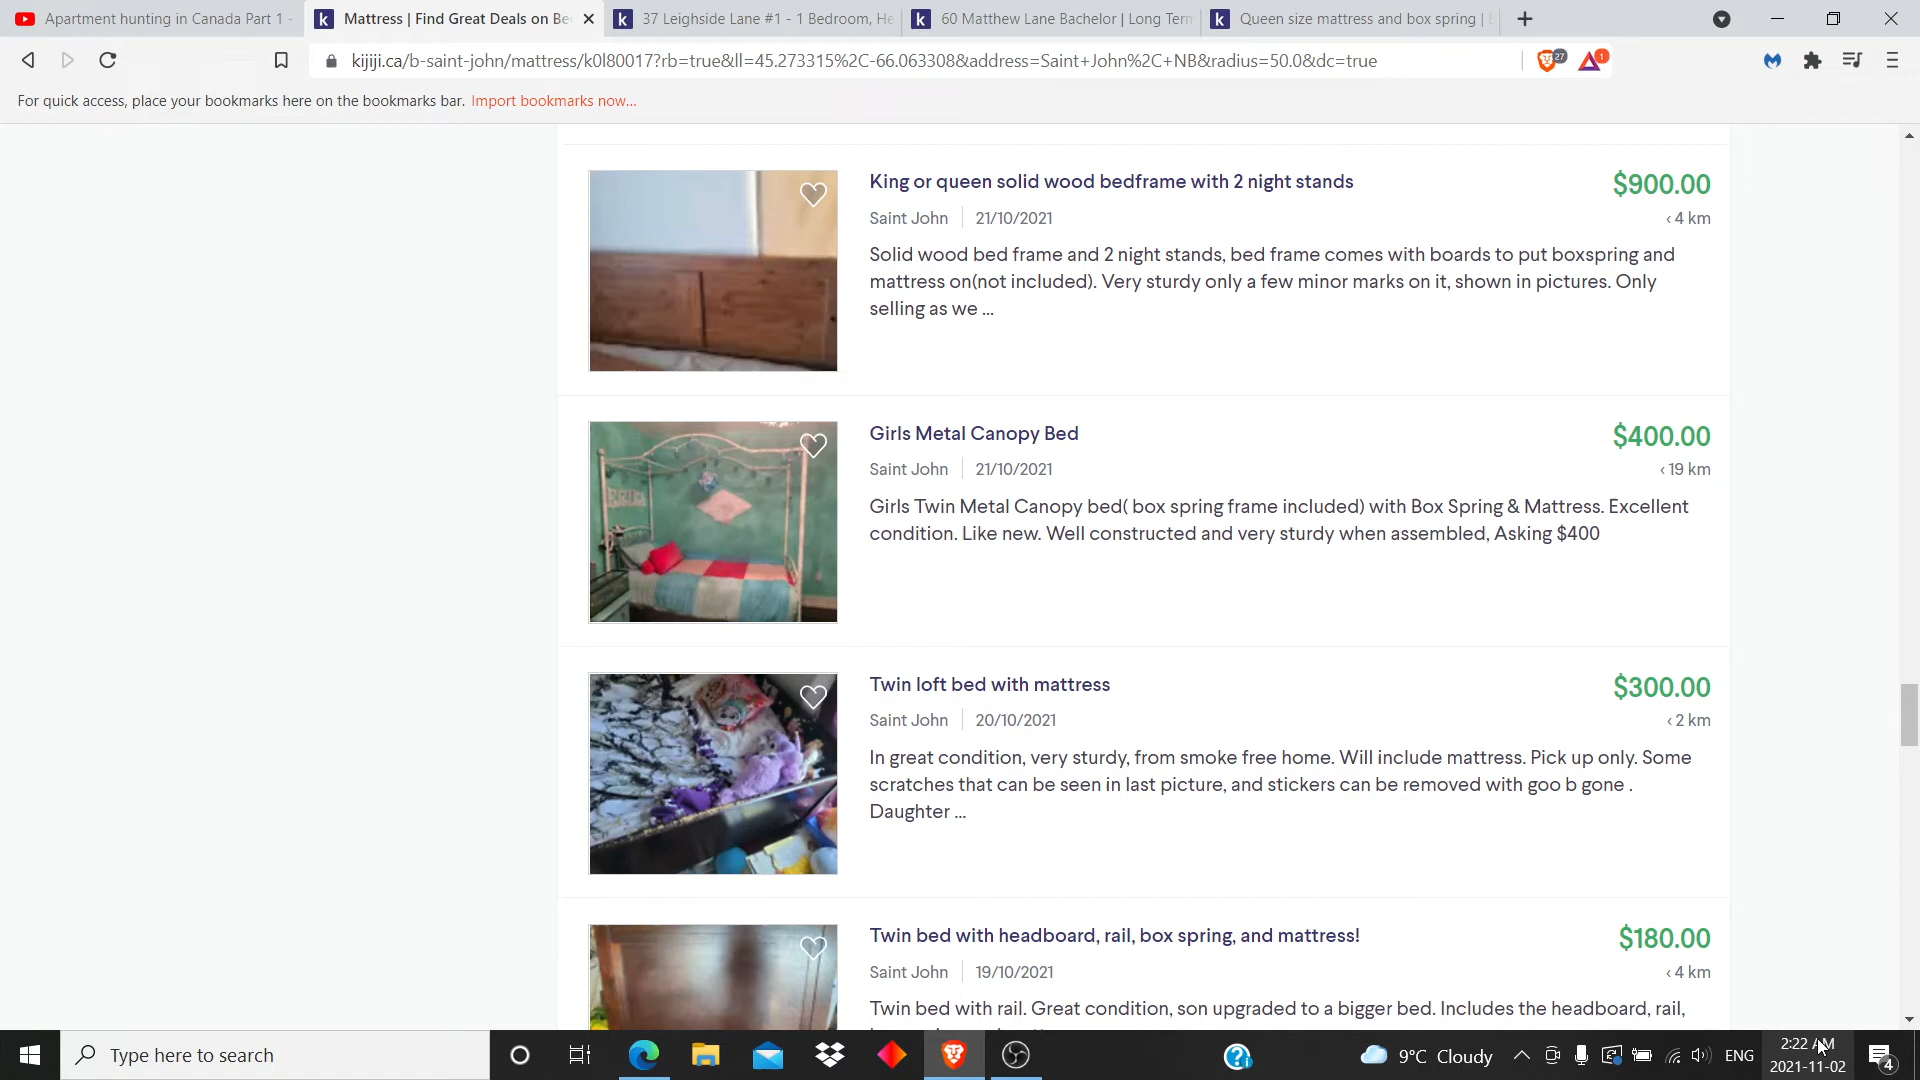 Apartment hunting in Canada Part 1 -
Mattress | Find Great Deals on Be
37 Leighside Lane #1 - 1 Bedroom, He
60 Matthew Lane Bachelor | Long Term
Queen size mattress and box spring |
kijiji.ca/b-saint-john/mattress/k0l80017?rb=true&ll=45.273315%2C-66.063308&address=Saint+John%2C+NB&radius=50.0&dc=true
27
1
For quick access, place your bookmarks here on the bookmarks bar. Import bookmarks now...
King or queen solid wood bedframe with 2 night stands
$900.00
Saint John | 21/10/2021
< 4 km
Solid wood bed frame and 2 night stands, bed frame comes with boards to put boxspring and
mattress on(not included). Very sturdy only a few minor marks on it, shown in pictures. Only
selling as we ...
Girls Metal Canopy Bed
$400.00
Saint John | 21/10/2021
< 19 km
Girls Twin Metal Canopy bed( box spring frame included) with Box Spring & Mattress. Excellent
condition. Like new. Well constructed and very sturdy when assembled, Asking $400
Twin loft bed with mattress
$300.00
Saint John | 20/10/2021
< 2 km
In great condition, very sturdy, from smoke free home. Will include mattress. Pick up only. Some
scratches that can be seen in last picture, and stickers can be removed with goo b gone .
Daughter ...
Twin bed with headboard, rail, box spring, and mattress!
$180.00
Saint John | 19/10/2021
< 4 km
Twin bed with rail. Great condition, son upgraded to a bigger bed. Includes the headboard, rail,
Type here to search
9°C Cloudy
ENG
2:22 AM
2021-11-02
4